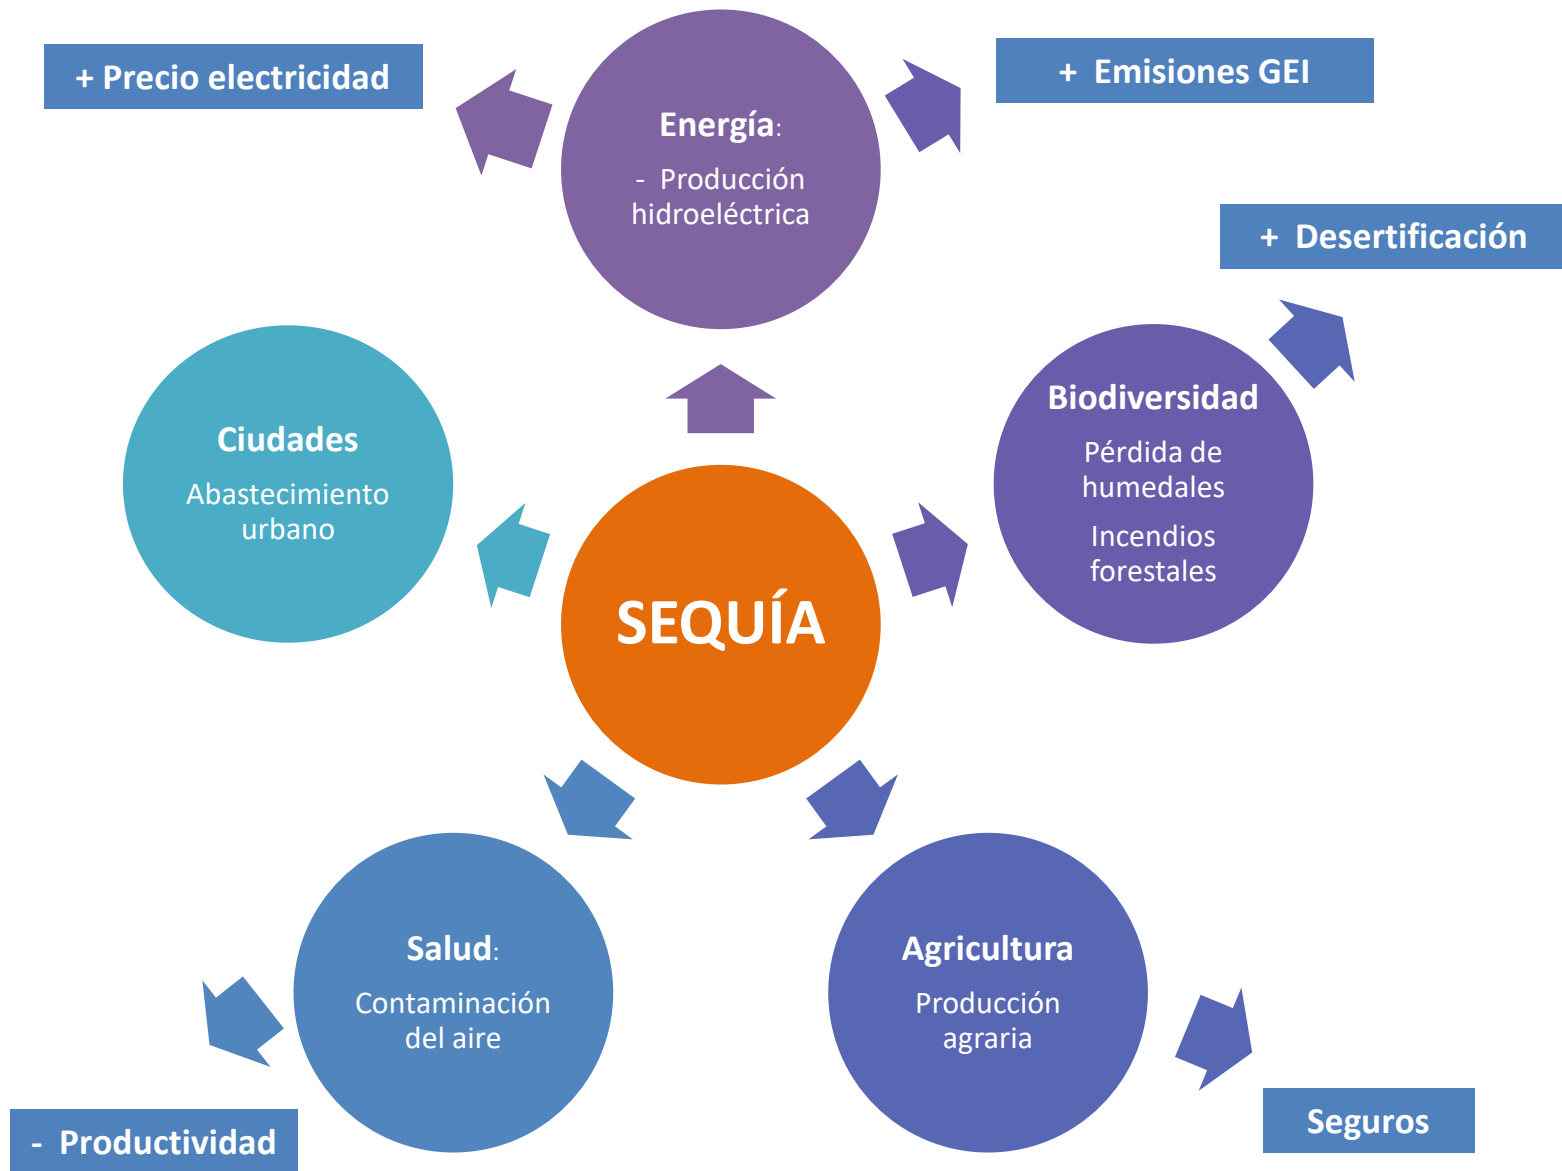 + Precio electricidad
+ Emisiones GEI
Energía:
- Producción
hidroeléctrica
+ Desertificación
Ciudades
Abastecimiento
urbano
Biodiversidad
Pérdida de
humedales
Incendios
forestales
SEQUÍA
Salud:
Contaminación
del aire
Agricultura
Producción
agraria
- Productividad
Seguros